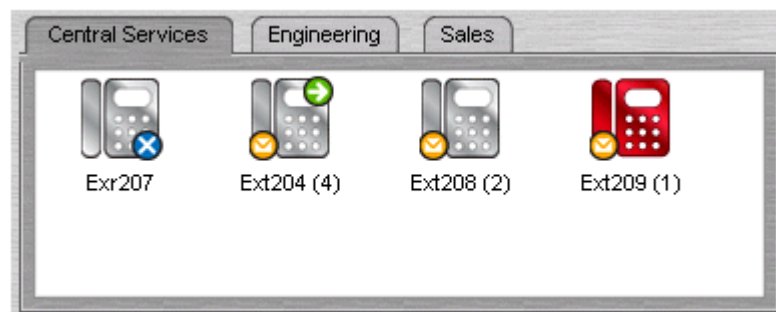 Central Services Engineering Sales
Exr207 Ext204 (4) Ext208 (2) Ext209 (1)